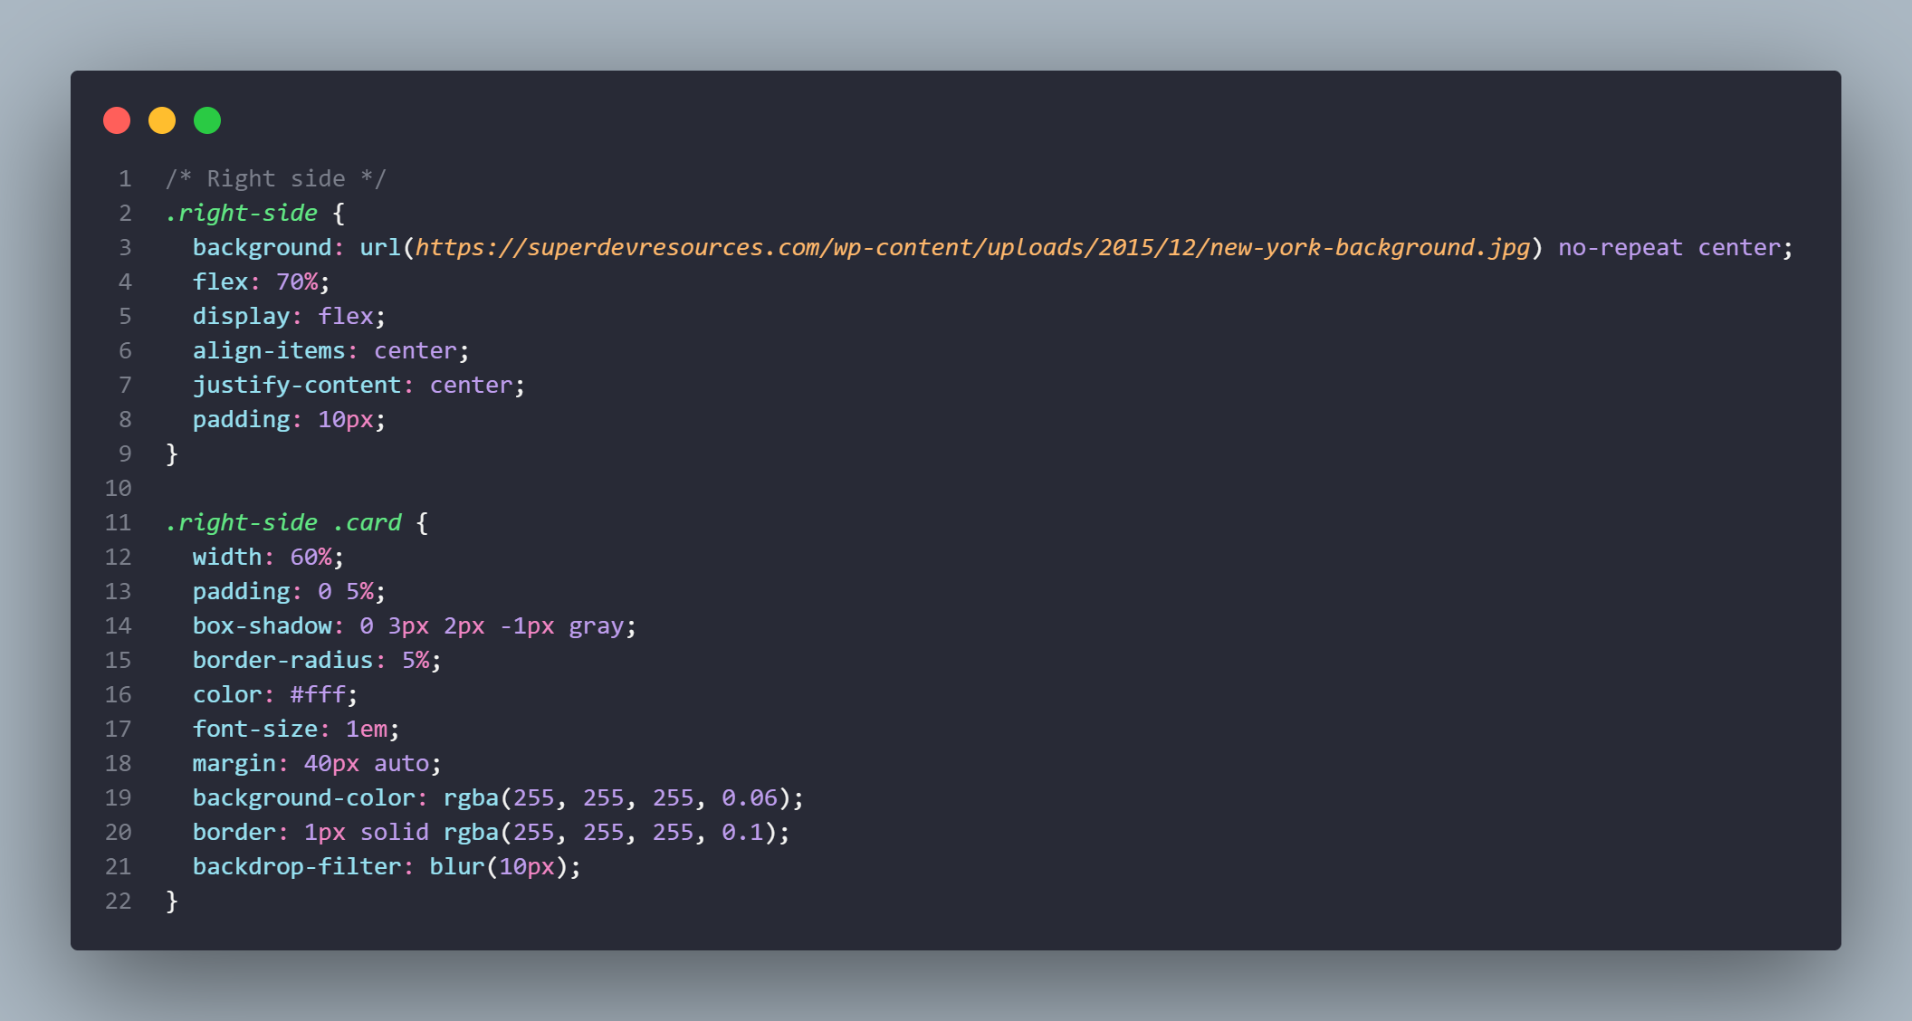 1 /* Right side */
2 .right-side {
3 background: url(https://superdevresources.com/wp-content/uploads/2015/12/new-york-background.jpg) no-repeat center;
4 flex: 70%;
5 display: flex;
6 align-items: center;
7 justify-content: center;
8 padding: 10px;
9 }
10
11 .right-side .card {
12 width: 60%;
13 padding: 0 5%;
14 box-shadow: 0 3px 2px -1px gray;
15 border-radius: 5%;
16 color: #fff;
17 font-size: 1em;
18 margin: 40px auto;
19 background-color: rgba(255, 255, 255, 0.06);
20 border: 1px solid rgba(255, 255, 255, 0.1);
21 backdrop-filter: blur(10px);
22 }